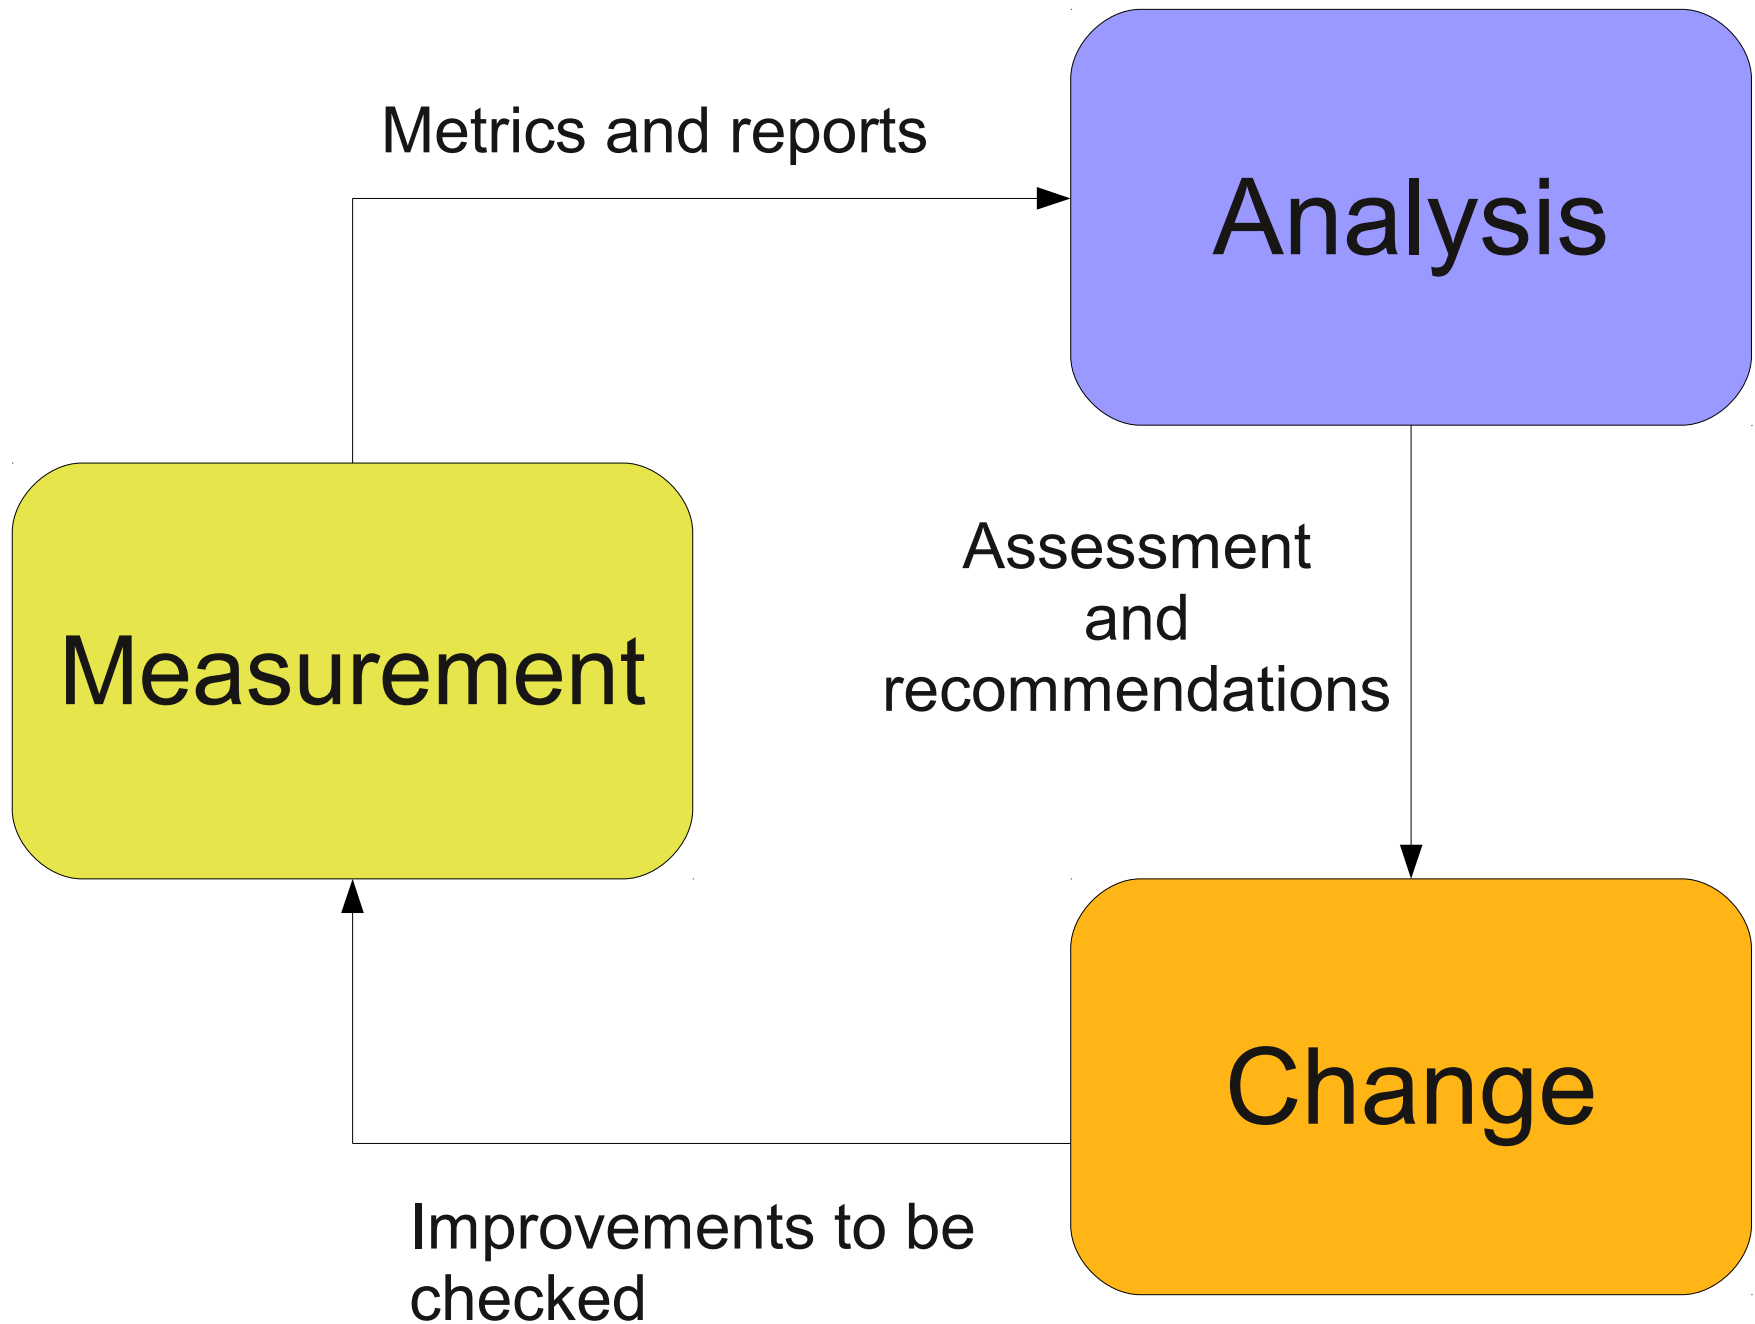 Metrics and reports
Analysis
Assessment
and
recommendations
Measurement
Change
Improvements to be
checked